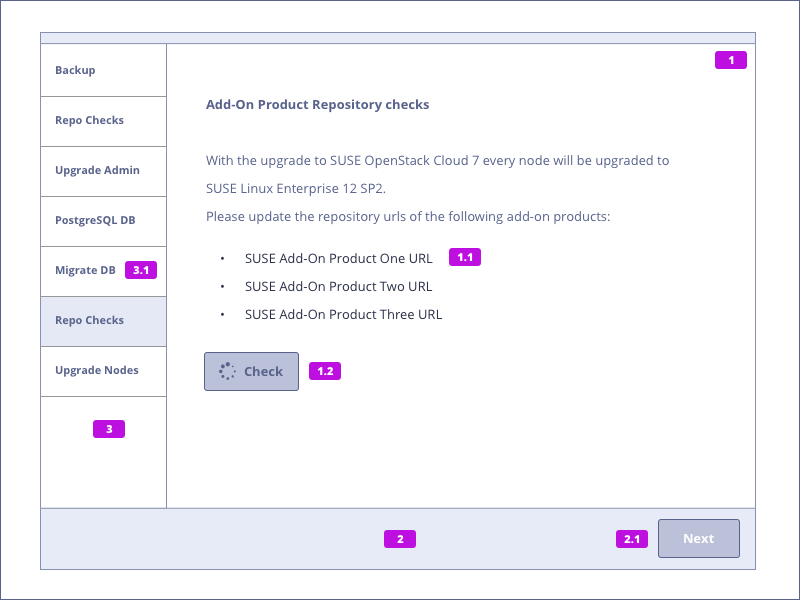 Backup
Repo Checks
Upgrade Admin
PostgreSQL DB
Migrate DB 3.1
Repo Checks
Upgrade Nodes
3
1
Add-On Product Repository checks
With the upgrade to SUSE OpenStack Cloud 7 every node will be upgraded to
SUSE Linux Enterprise 12 SP2.
Please update the repository urls of the following add-on products:
• SUSE Add-On Product One URL 1.1
• SUSE Add-On Product Two URL
• SUSE Add-On Product Three URL
Check 1.2
2
2.1 Next